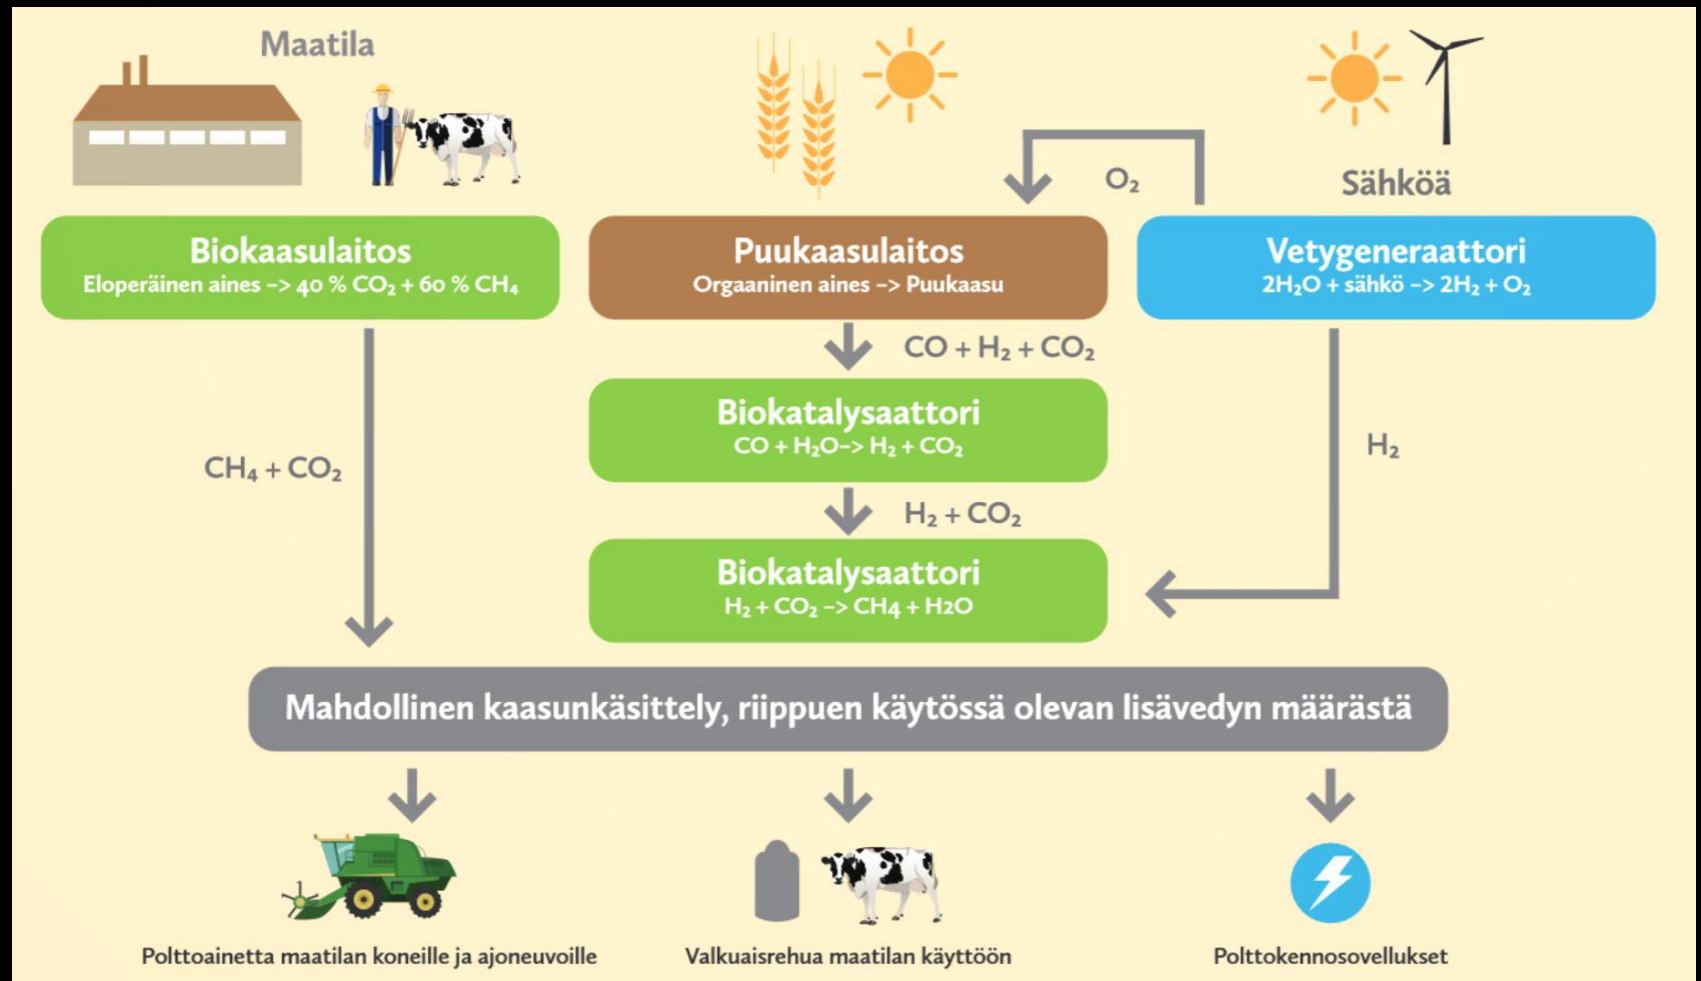 Maatila
O₂
Sähköä
Biokaasulaitos
Eloperäinen aines –> 40 % CO₂ + 60 % CH₄
Puukaasulaitos
Orgaaninen aines –> Puukaasu
Vetygeneraattori
2H₂O + sähkö –> 2H₂ + O₂
CO + H₂ + CO₂
Biokatalysaattori
CO + H₂O–> H₂ + CO₂
H₂
CH₄ + CO₂
H₂ + CO₂
Biokatalysaattori
H₂ + CO₂ –> CH4 + H2O
Mahdollinen kaasunkäsittely, riippuen käytössä olevan lisävedyn määrästä
Polttoainetta maatilan koneille ja ajoneuvoille
Valkuaisrehua maatilan käyttöön
Polttokennosovellukset